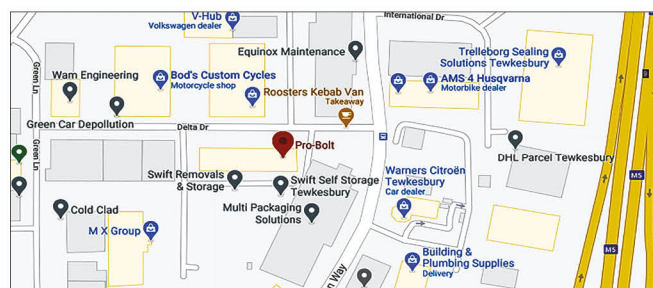 International Dr
V-Hub
Volkswagen dealer
Equinox Maintenance
Trelleborg Sealing
Solutions Tewkesbury
Green Ln
Wam Engineering
Bod's Custom Cycles
Motorcycle shop
AMS 4 Husqvarna
Motorbike dealer
Roosters Kebab Van
Takeaway
Green Car Depollution
Delta Dr
Pro-Bolt
DHL Parcel Tewkesbury
Green Ln
Swift Removals
& Storage
Swift Self Storage
Tewkesbury
Warners Citroën
Tewkesbury
Car dealer
M5
Cold Clad
Multi Packaging
Solutions
M X Group
M5
Building &
Plumbing Supplies
Delivery
n Way